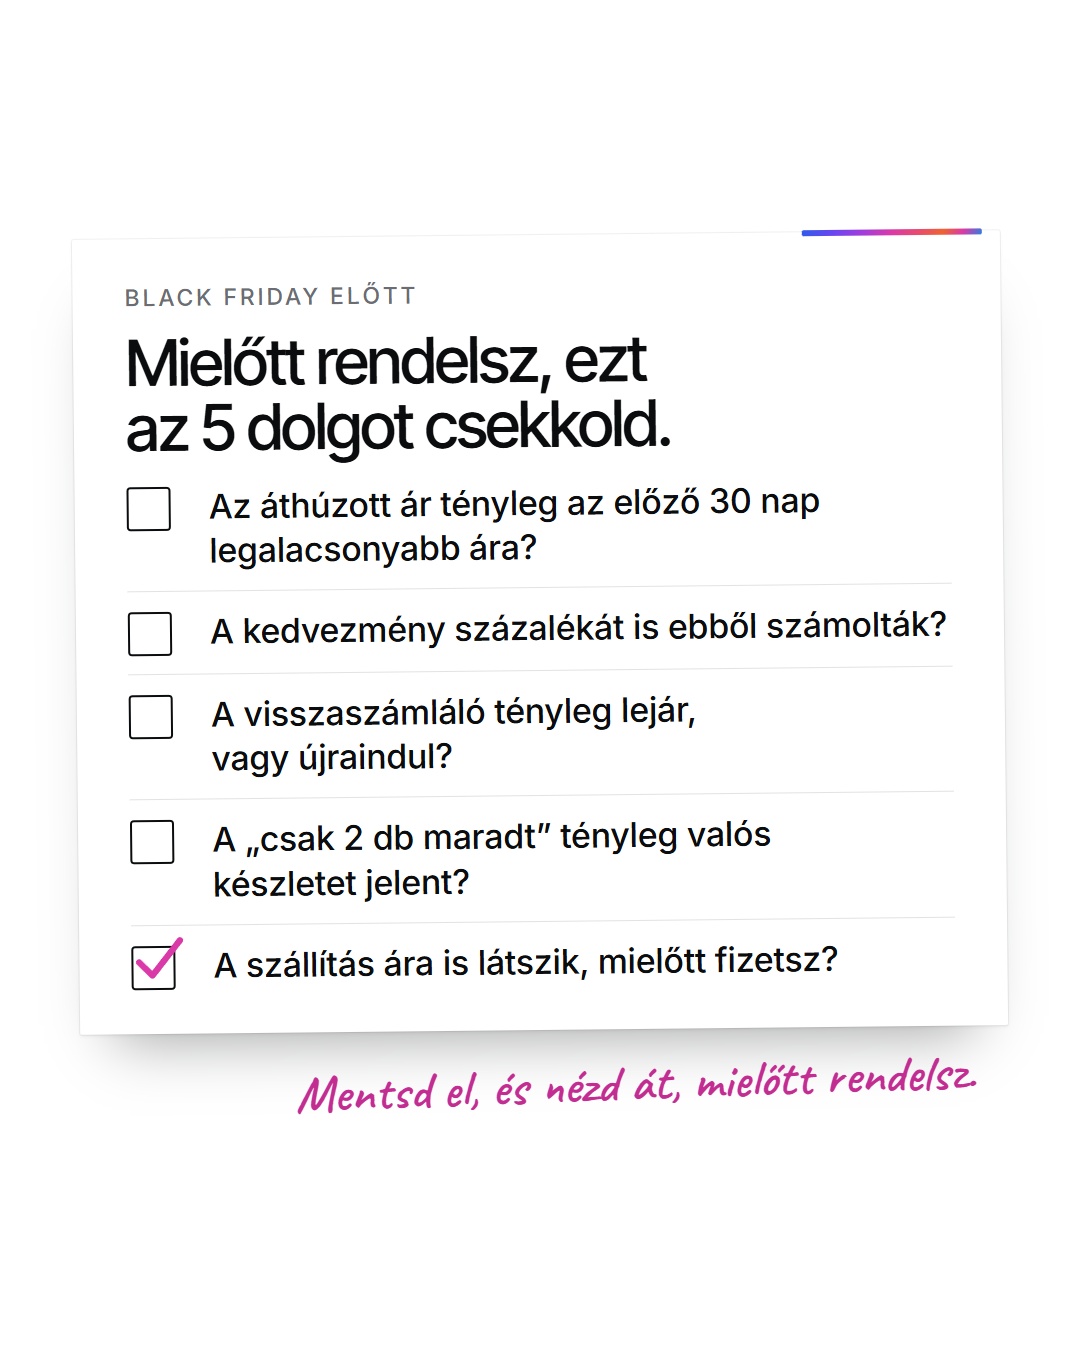 BLACK FRIDAY ELŐTT
Mielőtt rendelsz, ezt
az 5 dolgot csekkold.
Az áthúzott ár tényleg az előző 30 nap
legalacsonyabb ára?
A kedvezmény százalékát is ebből számolták?
A visszaszámláló tényleg lejár,
vagy újraindul?
A „csak 2 db maradt” tényleg valós
készletet jelent?
A szállítás ára is látszik, mielőtt fizetsz?
Mentsd el, és nézd át, mielőtt rendelsz.